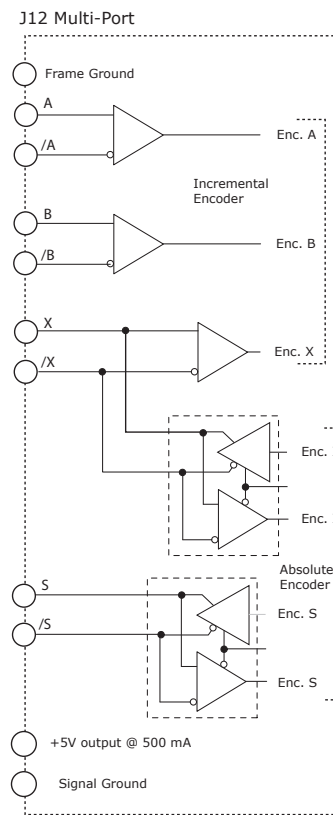 J12 Multi-Port
Frame Ground
A
/A
Enc. A
Incremental
Encoder
B
/B
Enc. B
X
/X
Enc. X
Enc.
Enc.
Absolute
Encoder
S
/S
Enc. S
Enc. S
+5V output @ 500 mA
Signal Ground